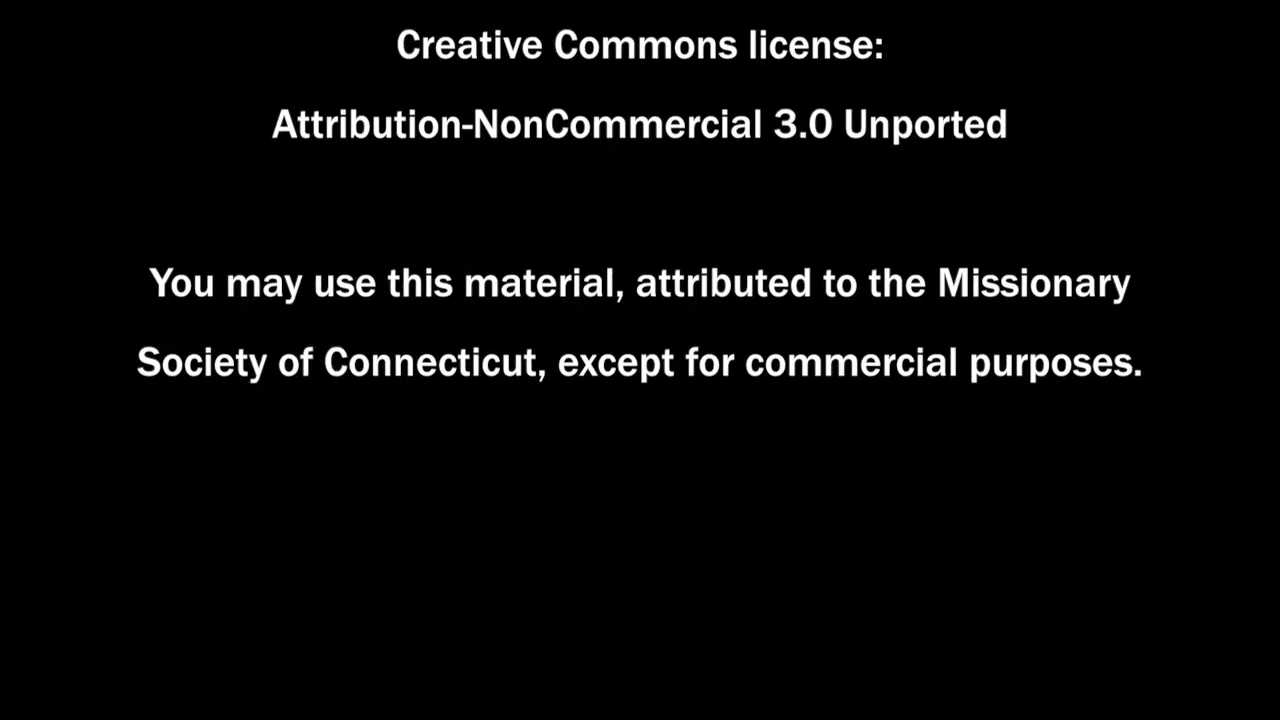 Creative Commons license:
Attribution-NonCommercial 3.0 Unported
You may use this material, attributed to the Missionary
Society of Connecticut, except for commercial purposes.